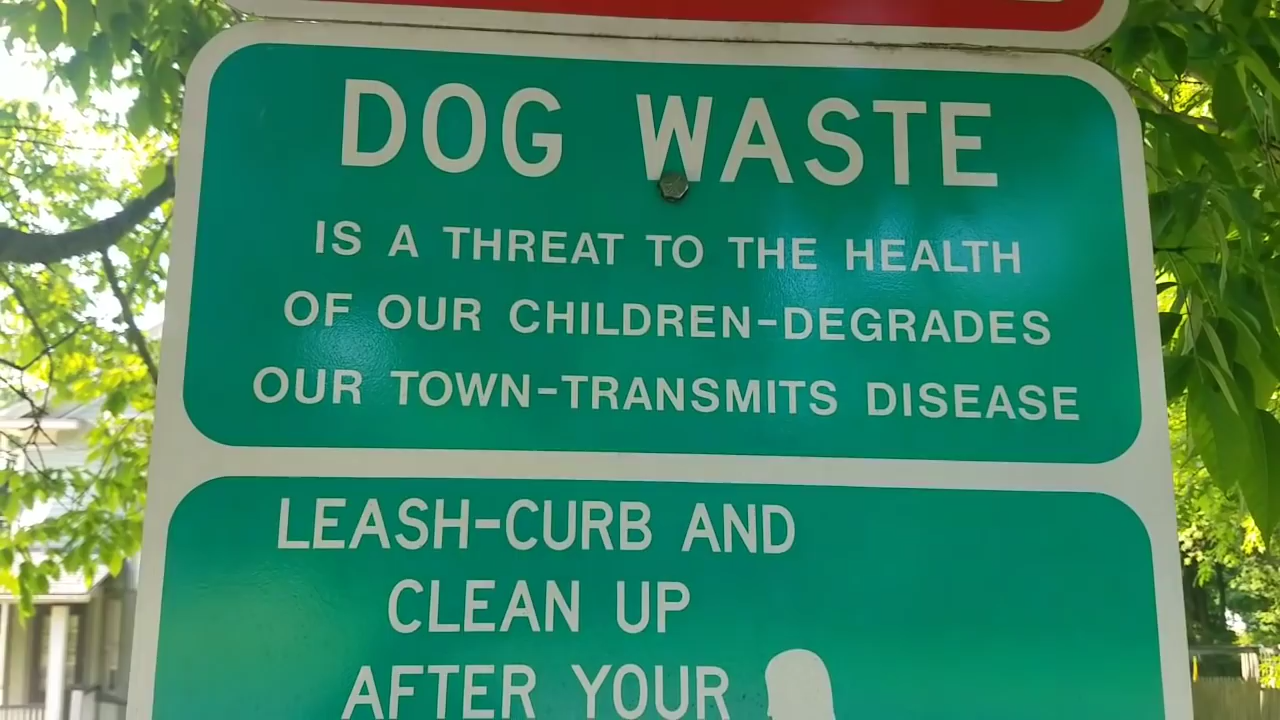 DOG WASTE
IS A THREAT TO THE HEALTH
OF OUR CHILDREN-DEGRADES
OUR TOWN-TRANSMITS DISEASE
LEASH-CURB AND
CLEAN UP
AFTER YOUR